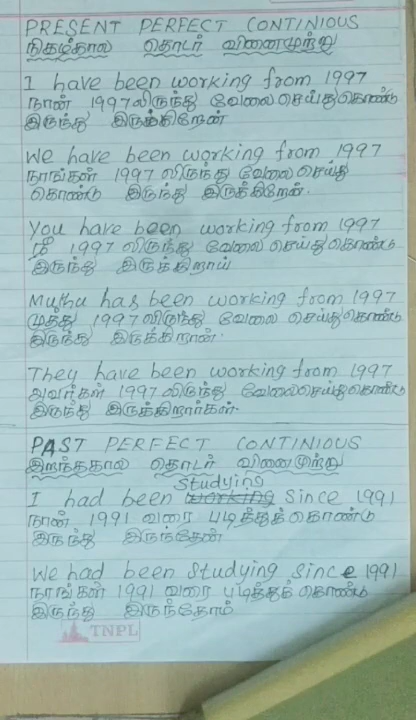 PRESENT PERFECT CONTINIOUS
நிகழ்கால தொடர் வினைமுற்று
I have been working from 1997
நான் 1997 லிருந்து வேலை செய்து கொண்டு
இருந்து இருக்கிறேன்
We have been working from 1997
நாங்கள் 1997 லிருந்து வேலை செய்து
கொண்டு இருந்து இருக்கிறேன்.
You have been working from 1997
நீ 1997 லிருந்து வேலை செய்து கொண்டு
இருந்து இருக்கிறாய்
Muthu has been working from 1997
முத்து 1997 லிருந்து வேலை செய்து கொண்டு
இருந்து இருக்கிறான்.
They have been working from 1997
அவர்கள் 1997 லிருந்து வேலை செய்து கொண்டு
இருந்து இருக்கிறார்கள்.
PAST PERFECT CONTINIOUS
இறந்தகால தொடர் வினைமுற்று
Studying
I had been working since 1991
நான் 1991 வரை படித்துக் கொண்டு
இருந்து இருந்தேன்
We had been Studying Since 1991
நாங்கள் 1991 வரை படித்துக் கொண்டு
இருந்து இருந்தோம்
TNPL